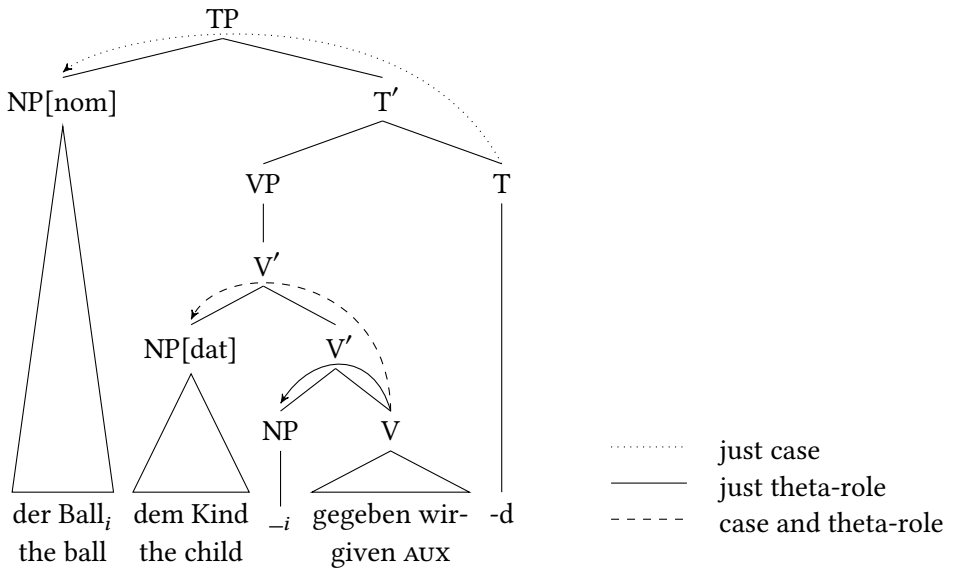 TP
NP[nom] T′
VP T
V′
NP[dat] V′
NP V
der Ball_i dem Kind _i gegeben wir- -d
the ball the child given AUX
just case
just theta-role
case and theta-role